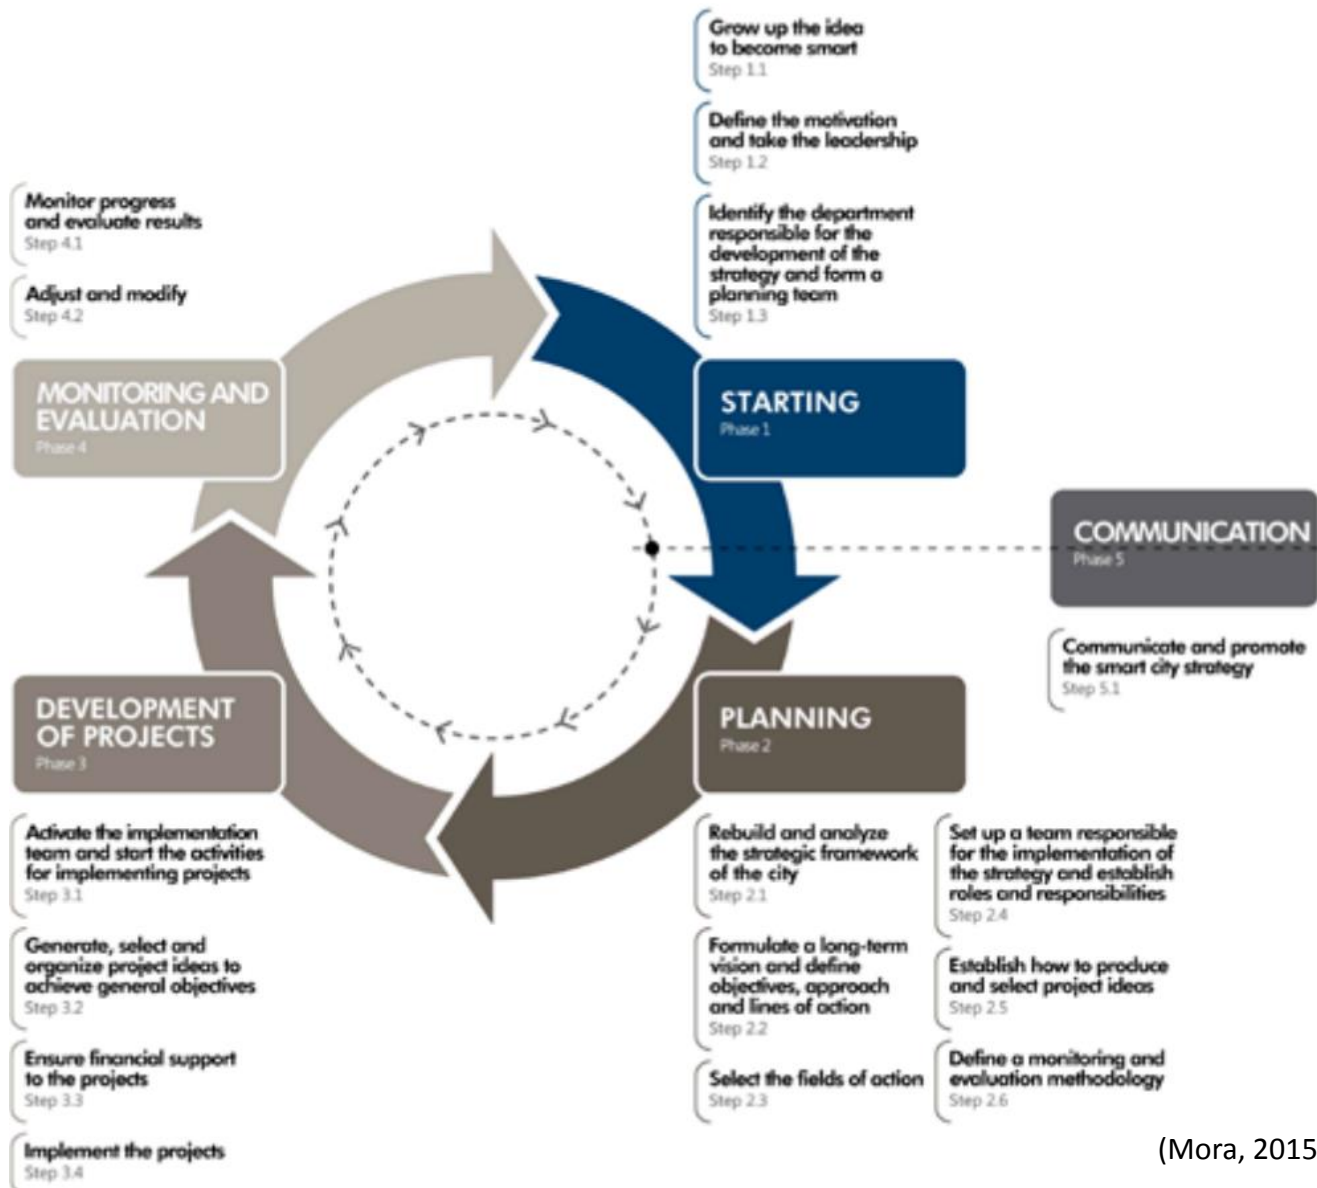 Grow up the idea
to become smart
Step 1.1
Define the motivation
and take the leadership
Step 1.2
Identify the department
responsible for the
development of the
strategy and form a
planning team
Step 1.3
STARTING
Phase 1
COMMUNICATION
Phase 5
Communicate and promote
the smart city strategy
Step 5.1
PLANNING
Phase 2
Rebuild and analyze
the strategic framework
of the city
Step 2.1
Formulate a long-term
vision and define
objectives, approach
and lines of action
Step 2.2
Select the fields of action
Step 2.3
Set up a team responsible
for the implementation of
the strategy and establish
roles and responsibilities
Step 2.4
Establish how to produce
and select project ideas
Step 2.5
Define a monitoring and
evaluation methodology
Step 2.6
DEVELOPMENT
OF PROJECTS
Phase 3
Activate the implementation
team and start the activities
for implementing projects
Step 3.1
Generate, select and
organize project ideas to
achieve general objectives
Step 3.2
Ensure financial support
to the projects
Step 3.3
Implement the projects
Step 3.4
Monitor progress
and evaluate results
Step 4.1
Adjust and modify
Step 4.2
MONITORING AND
EVALUATION
Phase 4
(Mora, 2015